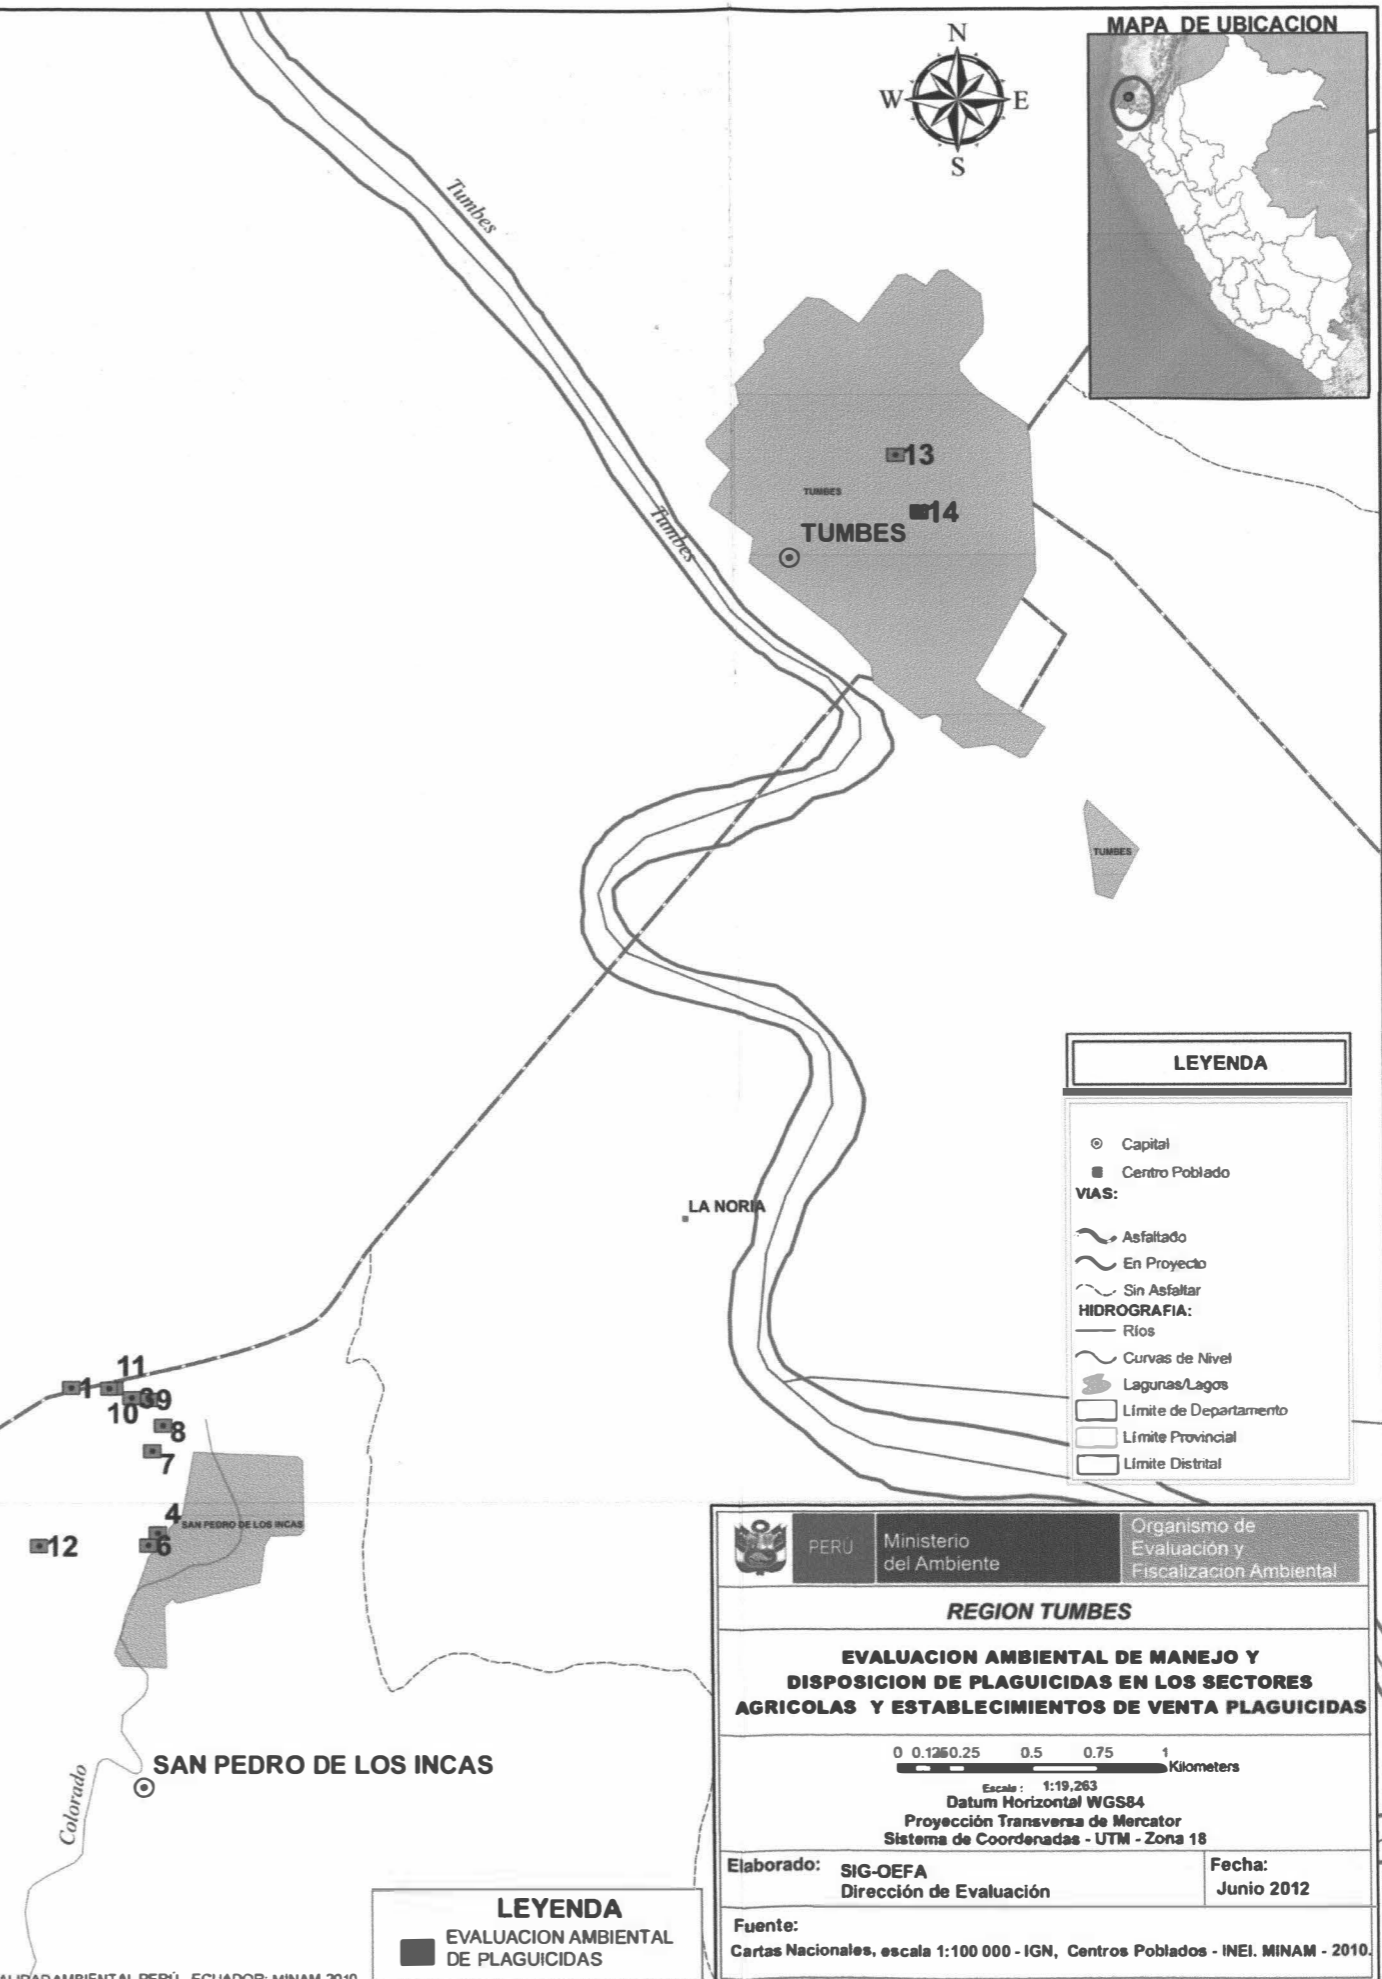 MAPA DE UBICACION
N
W
E
S
Tumbes
13
TUMBES
14
TUMBES
Tumbes
TUMBES
LEYENDA
Capital
Centro Poblado
VIAS:
Asfaltado
En Proyecto
Sin Asfaltar
HIDROGRAFIA:
Ríos
Curvas de Nivel
Lagunas/Lagos
Límite de Departamento
Límite Provincial
Límite Distrital
LA NORIA
11
1
9
10
8
7
4
SAN PEDRO DE LOS INCAS
12
6
SAN PEDRO DE LOS INCAS
Colorado
PERÚ
Ministerio
del Ambiente
Organismo de
Evaluación y
Fiscalizacion Ambiental
REGION TUMBES
EVALUACION AMBIENTAL DE MANEJO Y
DISPOSICION DE PLAGUICIDAS EN LOS SECTORES
AGRICOLAS Y ESTABLECIMIENTOS DE VENTA PLAGUICIDAS
0 0.125 0.25 0.5 0.75 1
Kilometers
Escala : 1:19,263
Datum Horizontal WGS84
Proyección Transversa de Mercator
Sistema de Coordenadas - UTM - Zona 18
Elaborado: SIG-OEFA
Dirección de Evaluación
Fecha:
Junio 2012
Fuente:
Cartas Nacionales, escala 1:100 000 - IGN, Centros Poblados - INEI. MINAM - 2010.
LEYENDA
EVALUACION AMBIENTAL
DE PLAGUICIDAS